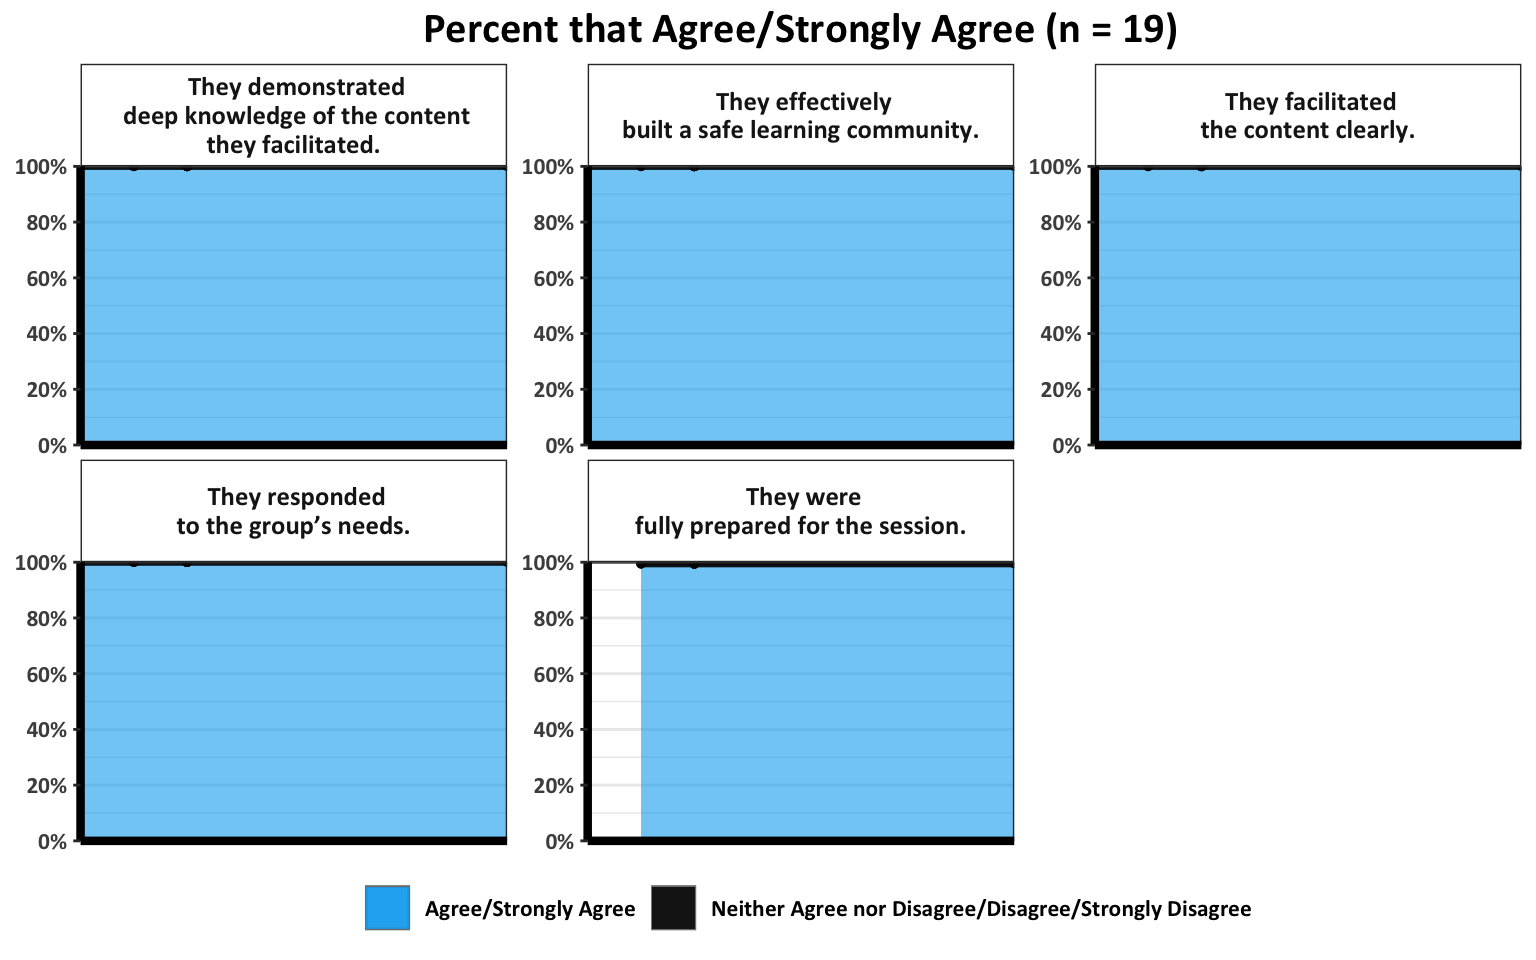 Percent that Agree/Strongly Agree (n = 19)
They demonstrated
deep knowledge of the content
they facilitated.
They effectively
built a safe learning community.
They facilitated
the content clearly.
100%
80%
60%
40%
20%
0%
100%
80%
60%
40%
20%
0%
100%
80%
60%
40%
20%
0%
They responded
to the group’s needs.
They were
fully prepared for the session.
100%
80%
60%
40%
20%
0%
100%
80%
60%
40%
20%
0%
Agree/Strongly Agree
Neither Agree nor Disagree/Disagree/Strongly Disagree